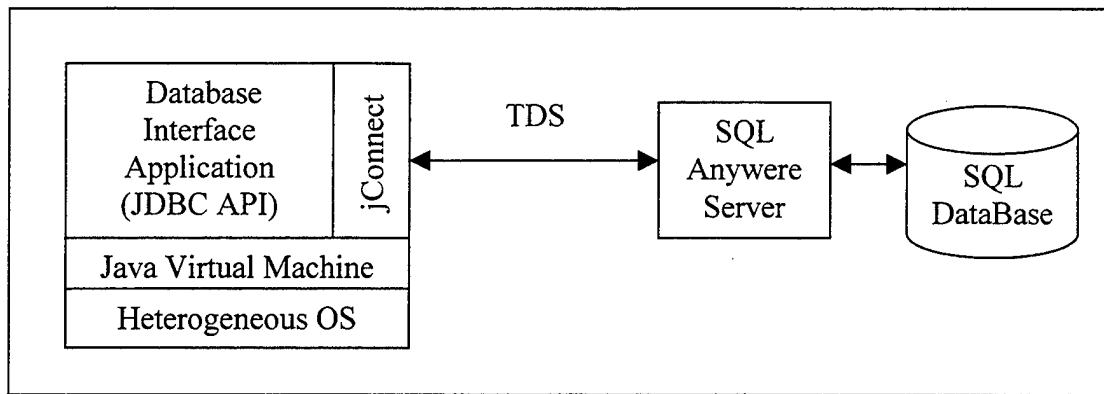 Database
Interface
Application
(JDBC API)
jConnect
Java Virtual Machine
Heterogeneous OS
TDS
SQL
Anywere
Server
SQL
DataBase